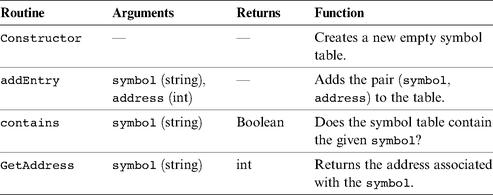 Routine Arguments Returns Function
Constructor — — Creates a new empty symbol
table.
addEntry symbol (string), — Adds the pair (symbol,
address (int) address) to the table.
contains symbol (string) Boolean Does the symbol table contain
the given symbol?
GetAddress symbol (string) int Returns the address associated
with the symbol.